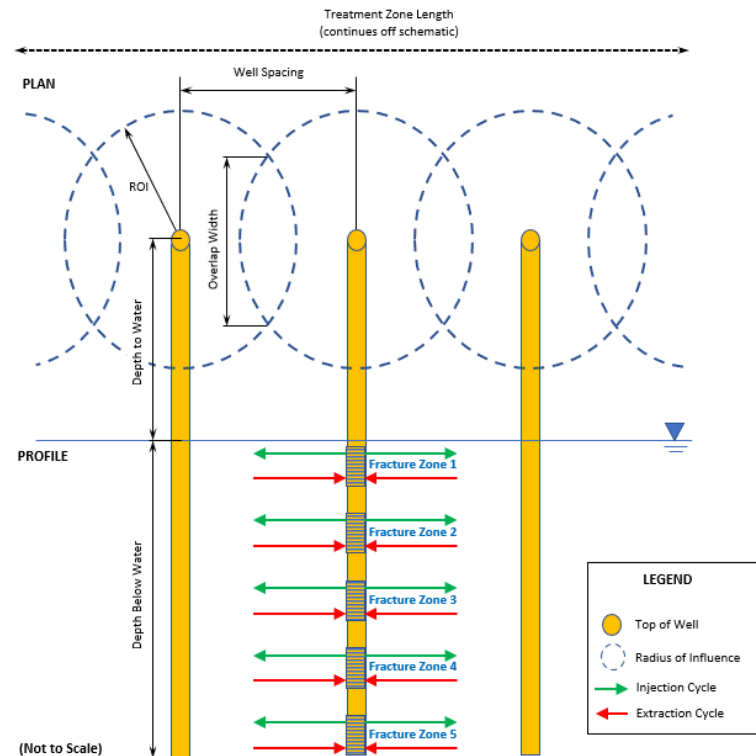 Treatment Zone Length
(continues off schematic)
PLAN
Well Spacing
ROI
Overlap Width
Depth to Water
PROFILE
Fracture Zone 1
Fracture Zone 2
Fracture Zone 3
Fracture Zone 4
Fracture Zone 5
Depth Below Water
(Not to Scale)
LEGEND
Top of Well
Radius of Influence
Injection Cycle
Extraction Cycle